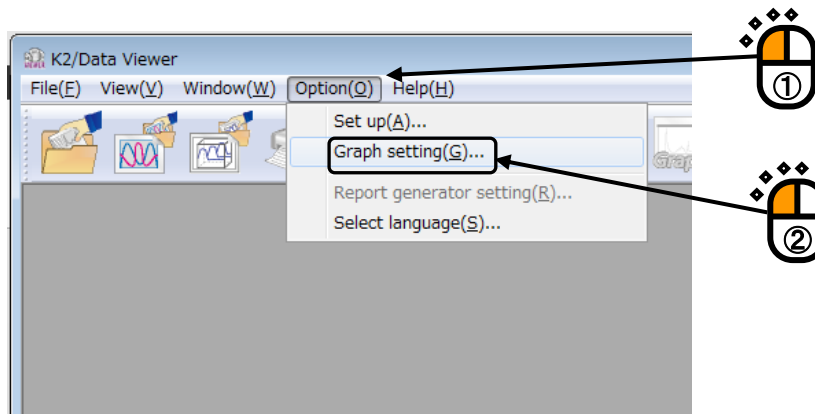 K2/Data Viewer
File(F) View(V) Window(W) Option(O) Help(H)
①
Set up(A)...
Graph setting(G)...
Report generator setting(R)...
Select language(S)...
②